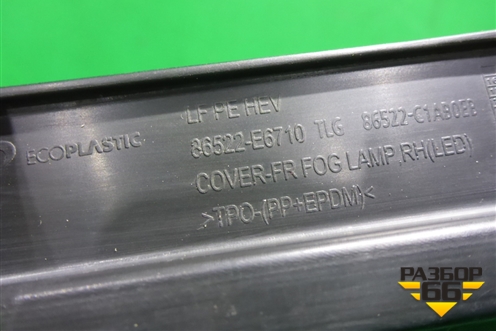 LF PE HEV
ECOPLASTIC 86522-E6710 TLG 86522-C1AB0EB
COVER-FR FOG LAMP,RH(LED)
>TPO-(PP+EPDM)<
РАЗБОР
66